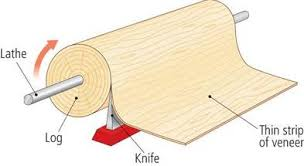 Lathe
Log
Knife
Thin strip
of veneer